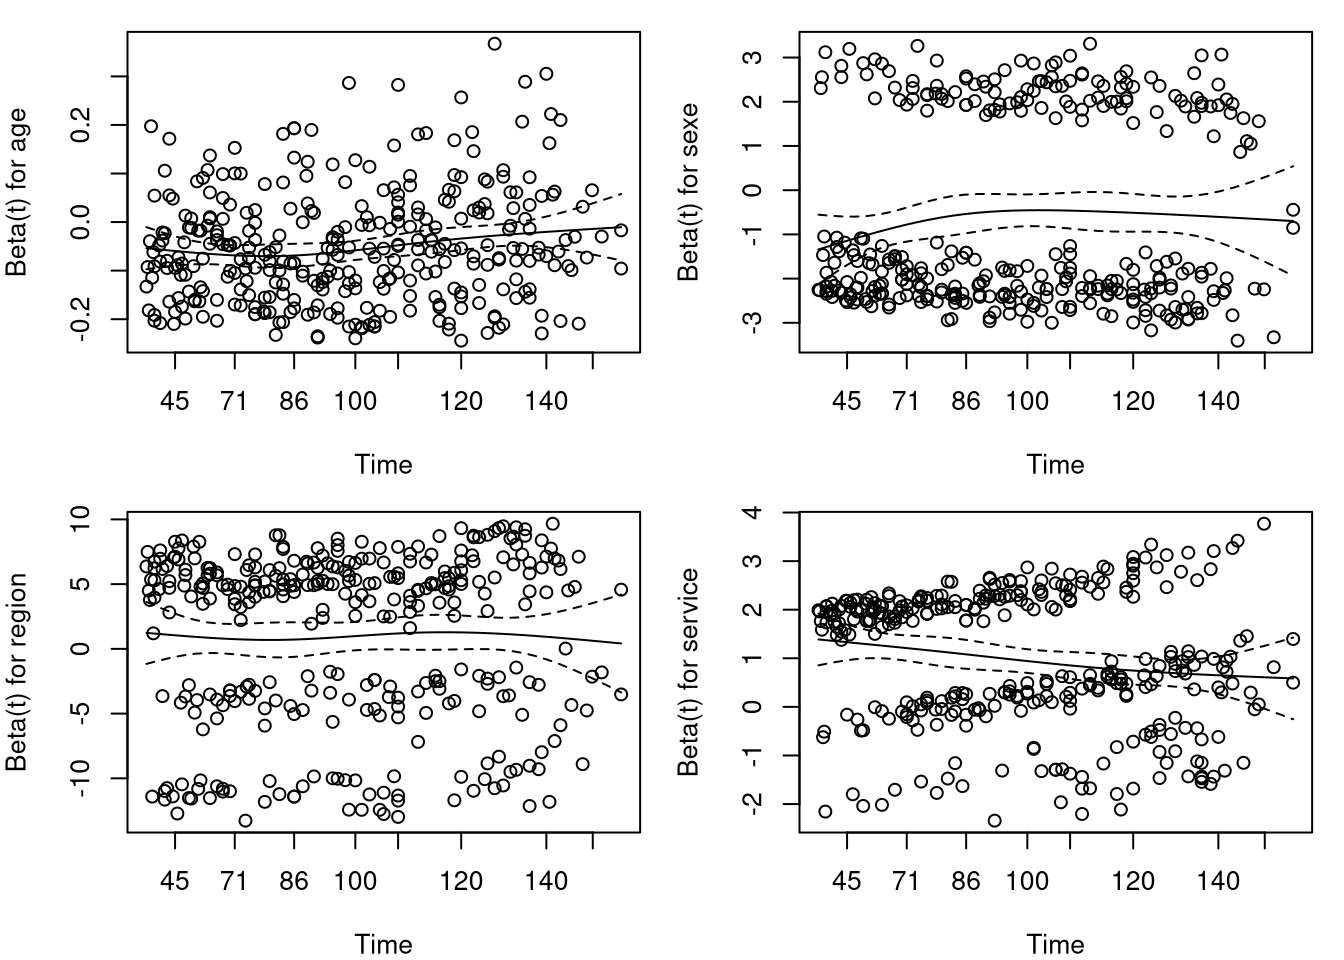 Beta(t) for age
0.2
0.0
-0.2
45 71 86 100 120 140
Time
Beta(t) for sexe
3
2
1
0
-1
-3
45 71 86 100 120 140
Time
Beta(t) for region
10
5
0
-5
-10
45 71 86 100 120 140
Time
Beta(t) for service
4
3
2
1
0
-1
-2
45 71 86 100 120 140
Time